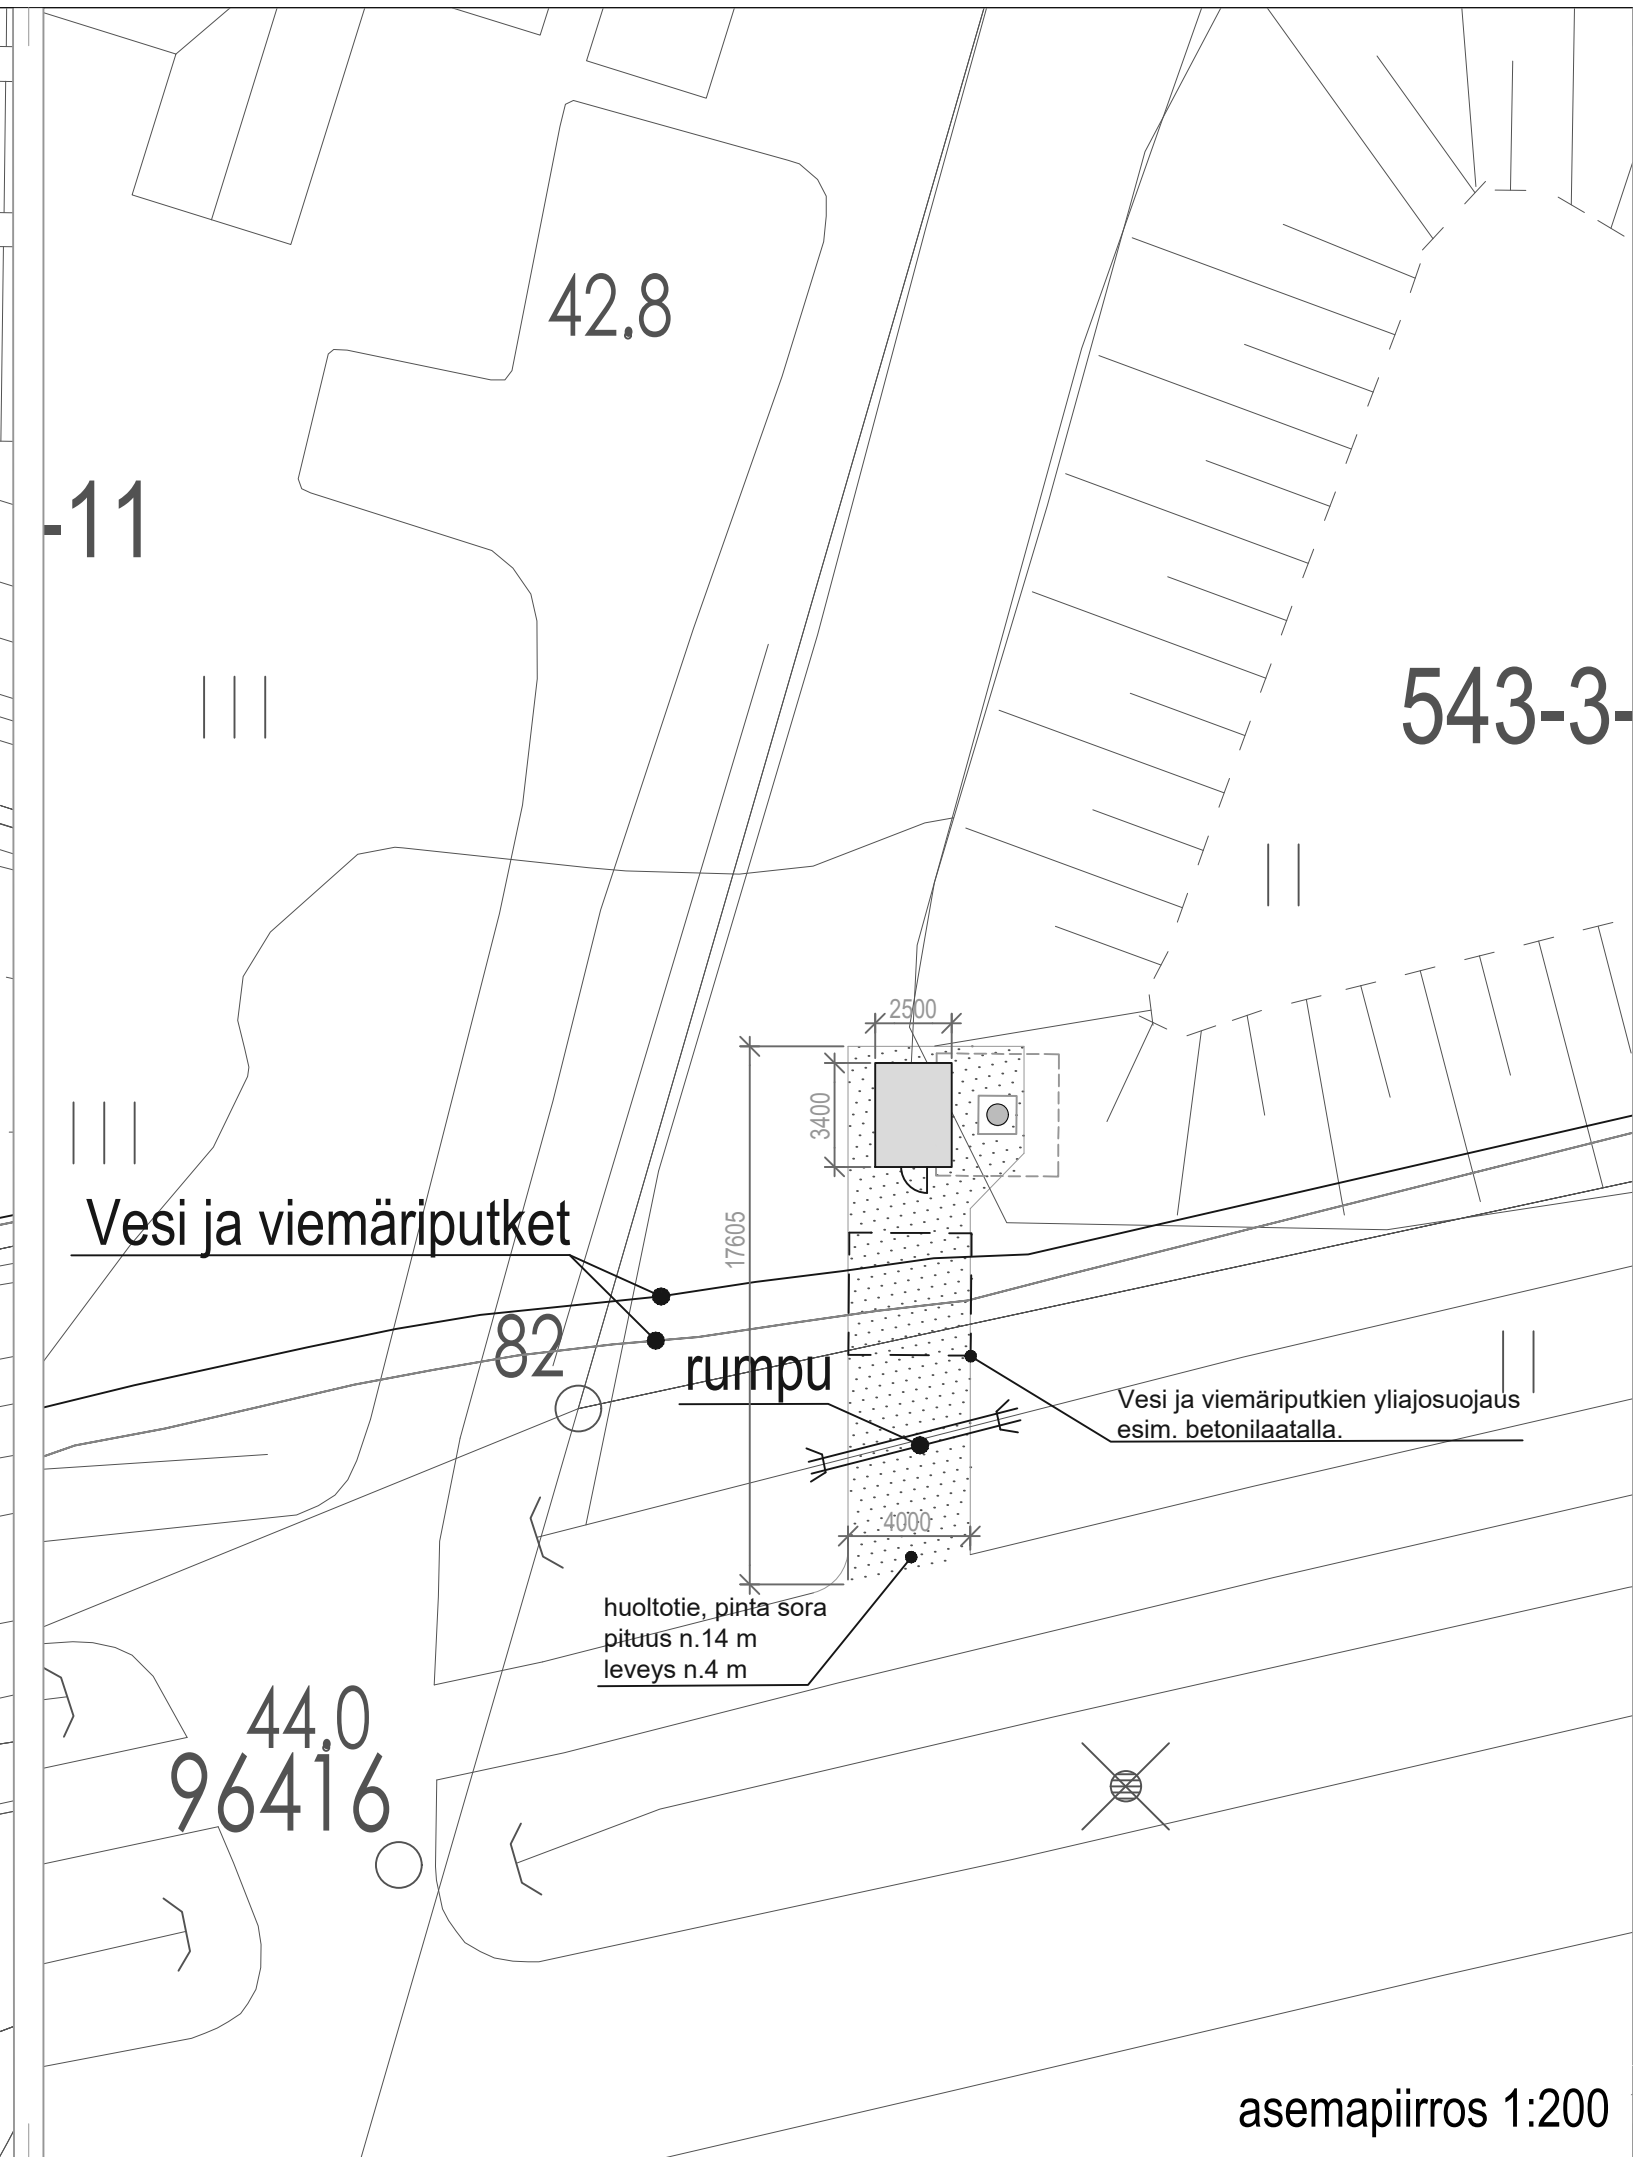 42.8
-11
543-3-
2500
3400
17605
Vesi ja viemäriputket
82
rumpu
Vesi ja viemäriputkien yliajosuojaus
esim. betonilaatalla.
4000
huoltotie, pinta sora
pituus n.14 m
leveys n.4 m
44.0
96416
asemapiirros 1:200